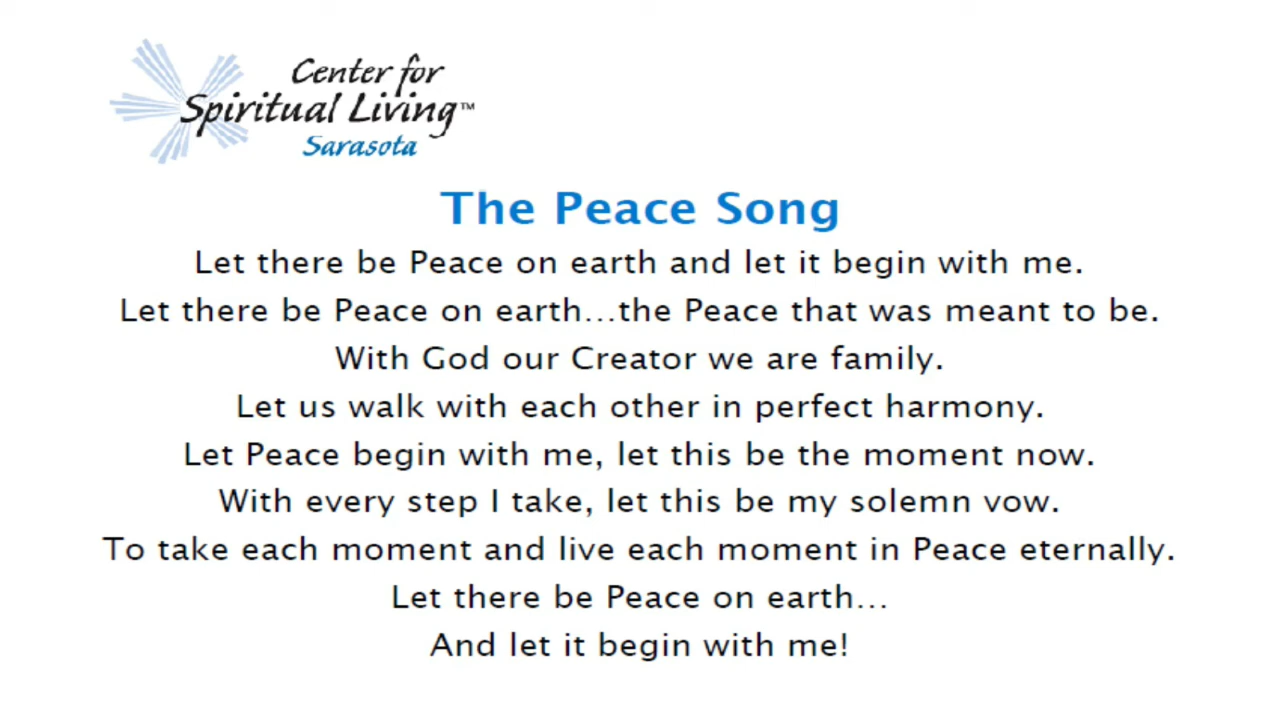 Center for
Spiritual Living™
Sarasota
The Peace Song
Let there be Peace on earth and let it begin with me.
Let there be Peace on earth...the Peace that was meant to be.
With God our Creator we are family.
Let us walk with each other in perfect harmony.
Let Peace begin with me, let this be the moment now.
With every step I take, let this be my solemn vow.
To take each moment and live each moment in Peace eternally.
Let there be Peace on earth...
And let it begin with me!